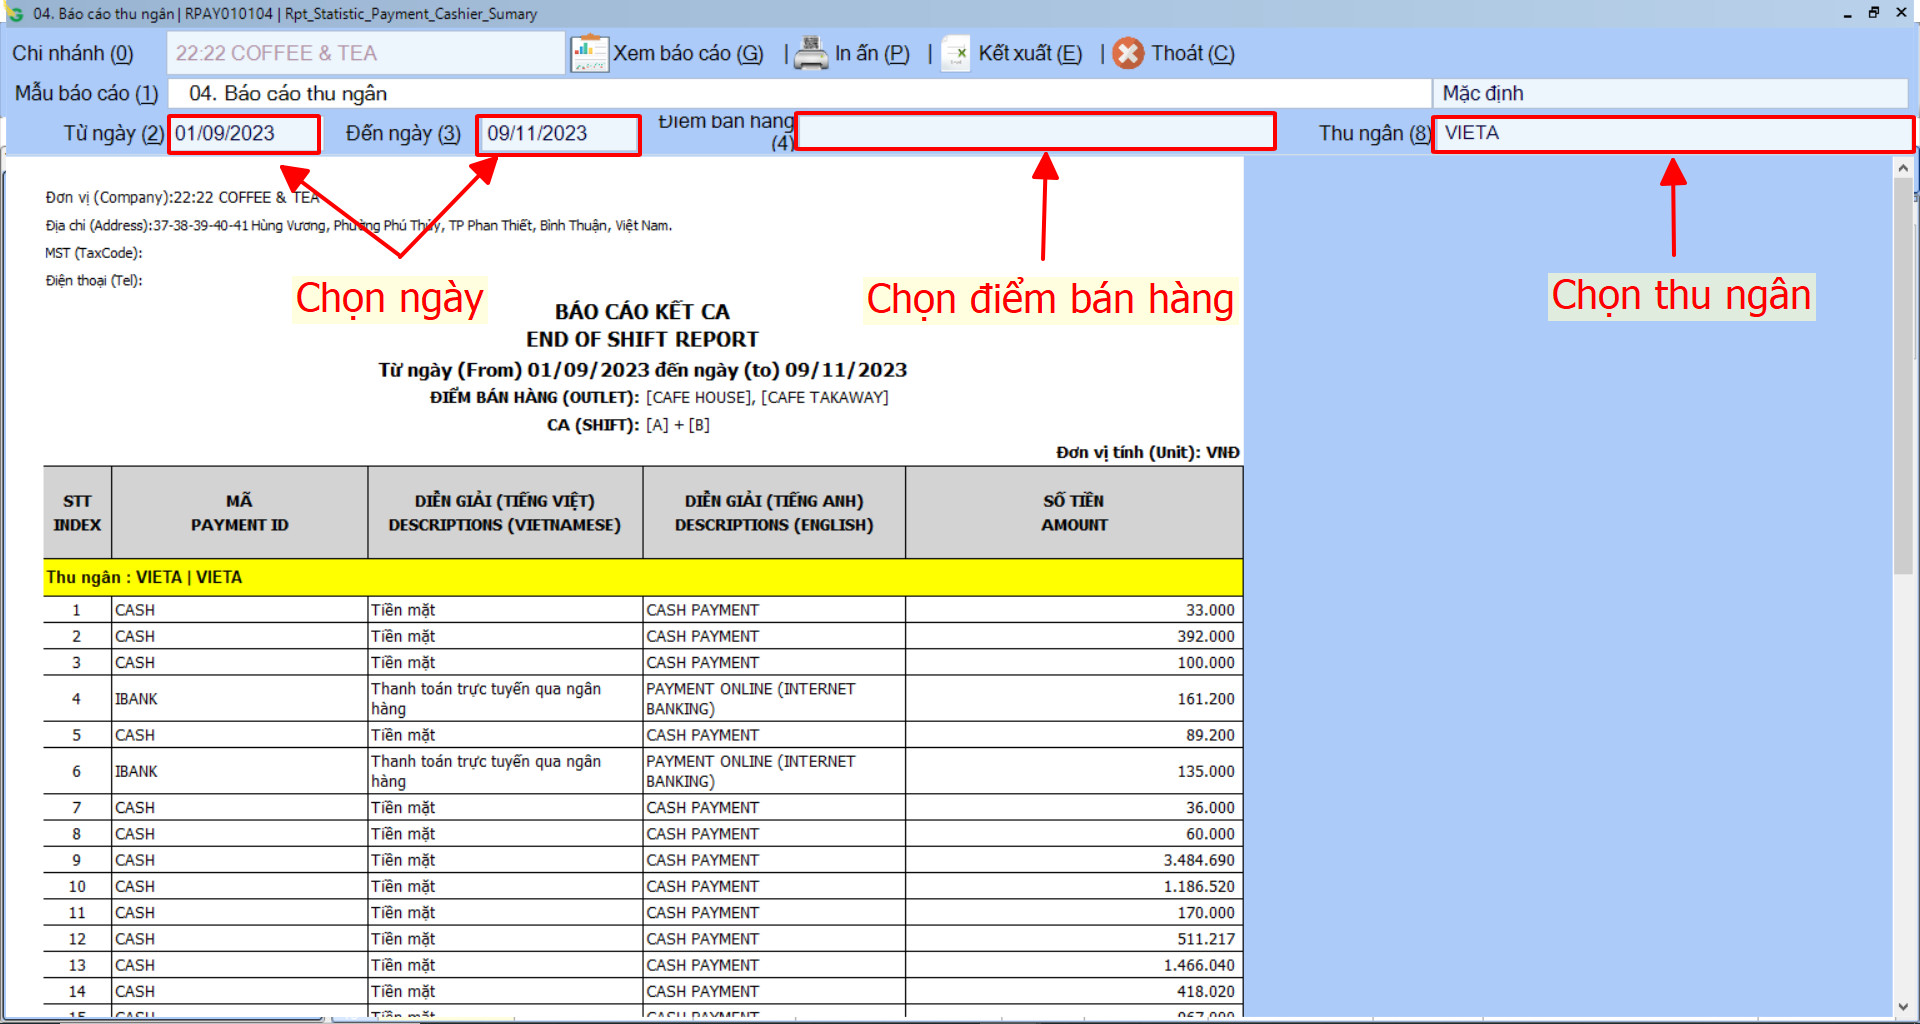 04. Báo cáo thu ngân | RPAY010104 | Rpt_Statistic_Payment_Cashier_Sumary
Chi nhánh (0) 22:22 COFFEE & TEA Xem báo cáo (G) | In ấn (P) | Kết xuất (E) | Thoát (C)
Mẫu báo cáo (1) 04. Báo cáo thu ngân Mặc định
Từ ngày (2) 01/09/2023 Đến ngày (3) 09/11/2023 Điểm bán hàng (4) Thu ngân (8) VIETA
Đơn vị (Company):22:22 COFFEE & TEA
Địa chỉ (Address):37-38-39-40-41 Hùng Vương, Phường Phú Thủy, TP Phan Thiết, Bình Thuận, Việt Nam.
MST (TaxCode):
Điện thoại (Tel):
Chọn ngày
Chọn điểm bán hàng
Chọn thu ngân
BÁO CÁO KẾT CA
END OF SHIFT REPORT
Từ ngày (From) 01/09/2023 đến ngày (to) 09/11/2023
ĐIỂM BÁN HÀNG (OUTLET): [CAFE HOUSE], [CAFE TAKAWAY]
CA (SHIFT): [A] + [B]
Đơn vị tính (Unit): VNĐ
STT MÃ DIỄN GIẢI (TIẾNG VIỆT) DIỄN GIẢI (TIẾNG ANH) SỐ TIỀN
INDEX PAYMENT ID DESCRIPTIONS (VIETNAMESE) DESCRIPTIONS (ENGLISH) AMOUNT
Thu ngân : VIETA | VIETA
1 CASH Tiền mặt CASH PAYMENT 33.000
2 CASH Tiền mặt CASH PAYMENT 392.000
3 CASH Tiền mặt CASH PAYMENT 100.000
4 IBANK Thanh toán trực tuyến qua ngân hàng PAYMENT ONLINE (INTERNET BANKING) 161.200
5 CASH Tiền mặt CASH PAYMENT 89.200
6 IBANK Thanh toán trực tuyến qua ngân hàng PAYMENT ONLINE (INTERNET BANKING) 135.000
7 CASH Tiền mặt CASH PAYMENT 36.000
8 CASH Tiền mặt CASH PAYMENT 60.000
9 CASH Tiền mặt CASH PAYMENT 3.484.690
10 CASH Tiền mặt CASH PAYMENT 1.186.520
11 CASH Tiền mặt CASH PAYMENT 170.000
12 CASH Tiền mặt CASH PAYMENT 511.217
13 CASH Tiền mặt CASH PAYMENT 1.466.040
14 CASH Tiền mặt CASH PAYMENT 418.020
15 CASH Tiền mặt CASH PAYMENT